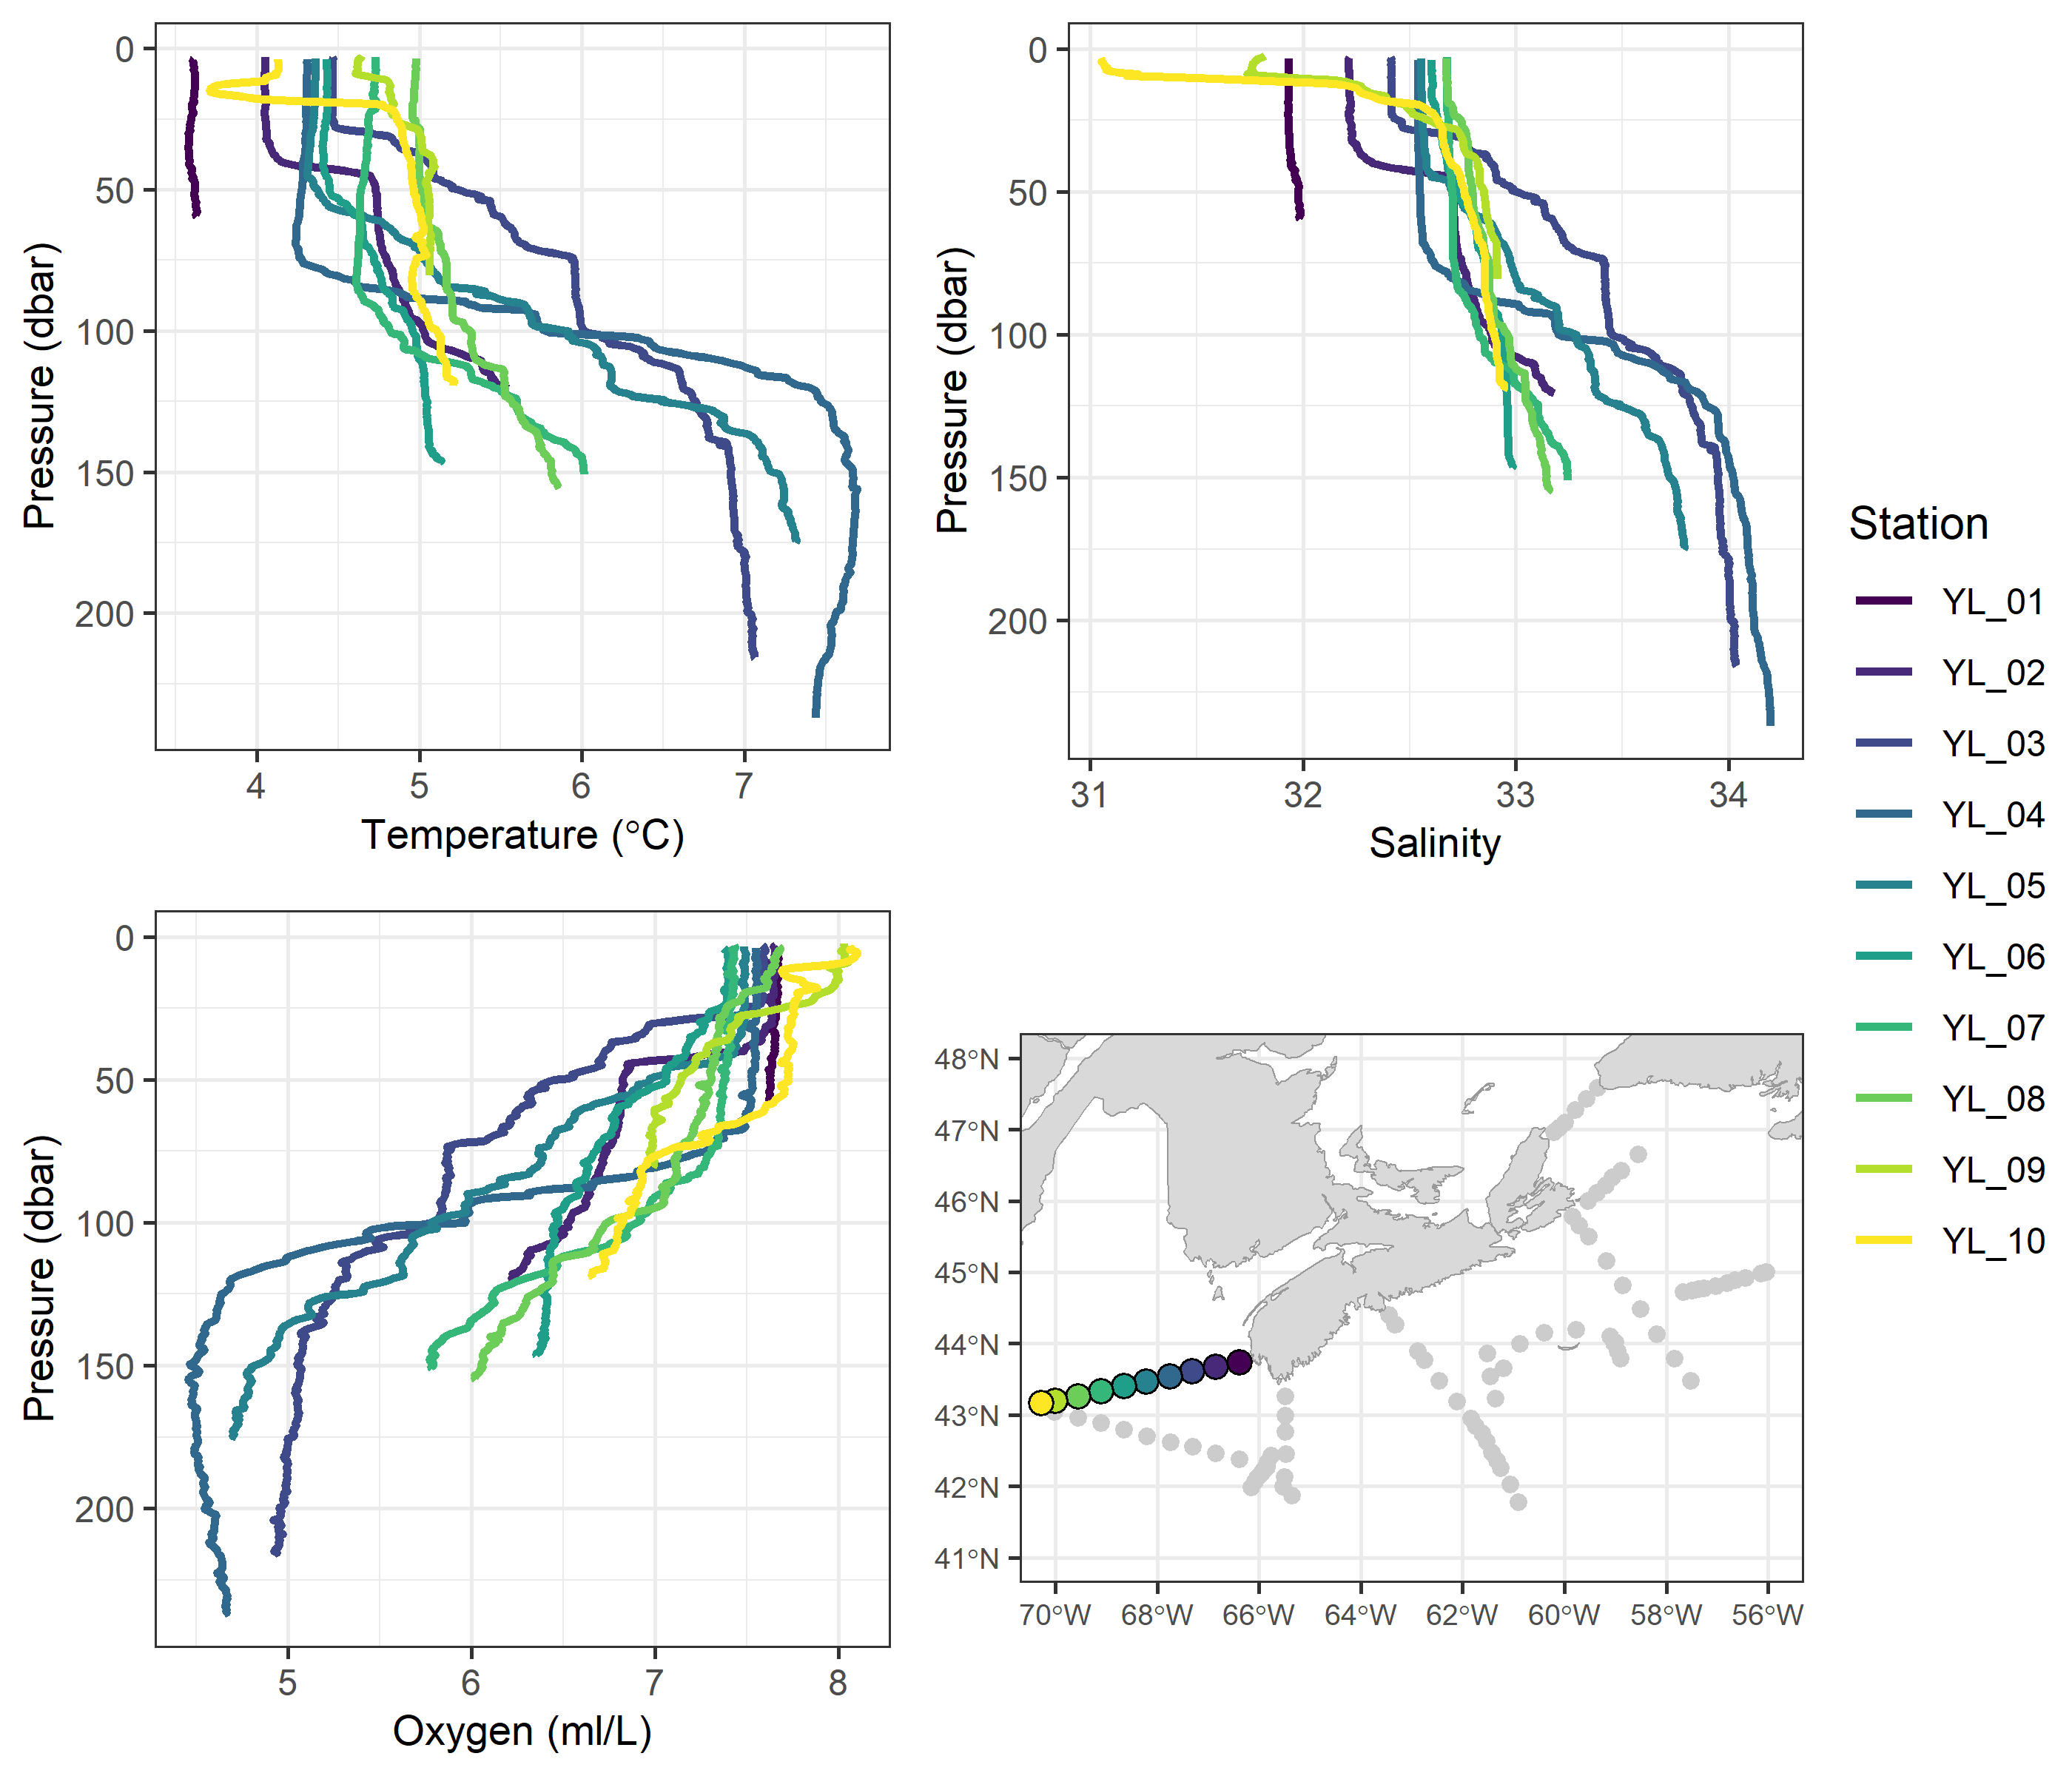 0
50
100
150
200
Pressure (dbar)
4 5 6 7
Temperature (°C)
0
50
100
150
200
Pressure (dbar)
31 32 33 34
Salinity
0
50
100
150
200
Pressure (dbar)
5 6 7 8
Oxygen (ml/L)
48°N
47°N
46°N
45°N
44°N
43°N
42°N
41°N
70°W 68°W 66°W 64°W 62°W 60°W 58°W 56°W
Station
YL_01
YL_02
YL_03
YL_04
YL_05
YL_06
YL_07
YL_08
YL_09
YL_10